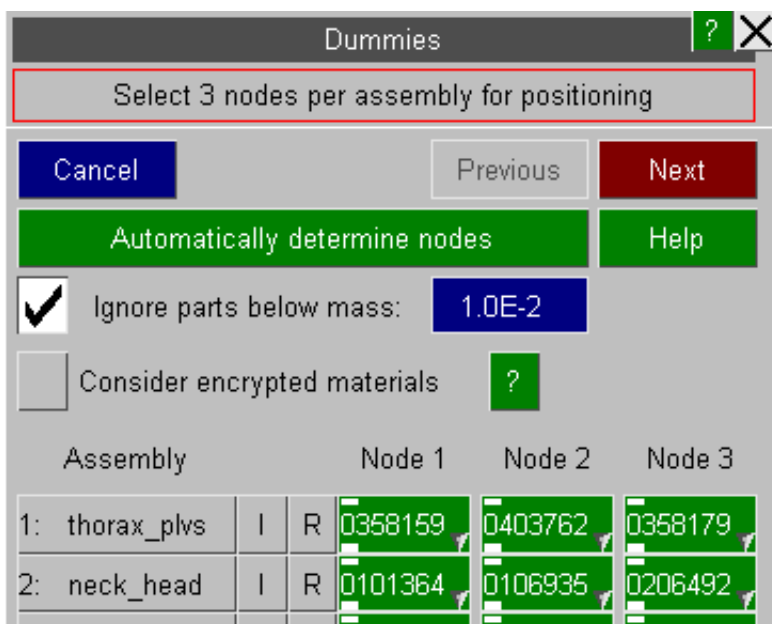 Dummies ?
Select 3 nodes per assembly for positioning
Cancel Previous Next
Automatically determine nodes Help
Ignore parts below mass: 1.0E-2
Consider encrypted materials ?
Assembly Node 1 Node 2 Node 3
1: thorax_plvs I R 0358159 0403762 0358179
2: neck_head I R 0101364 0106935 0206492